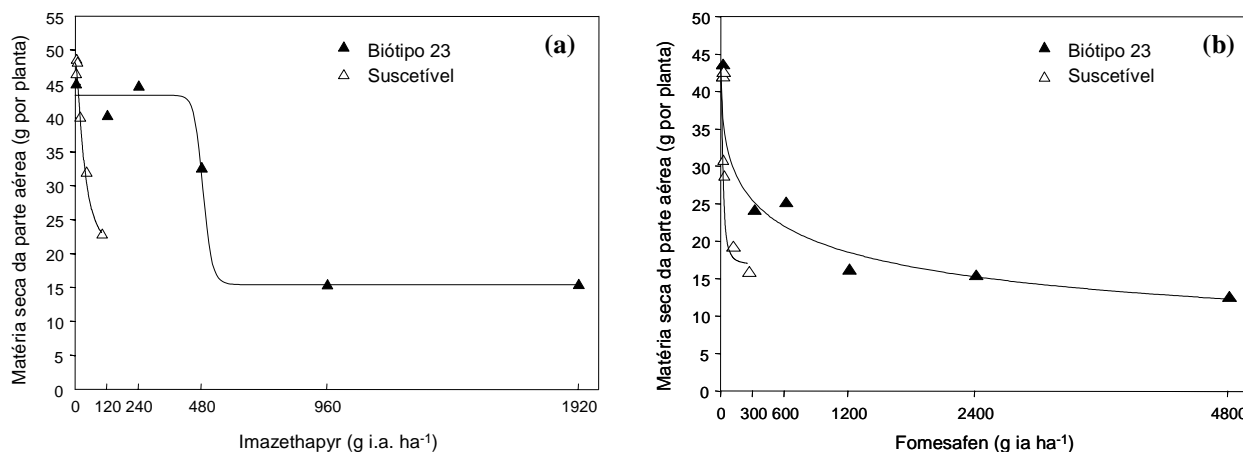 55
50
45
40
35
30
25
20
15
10
5
0
Matéria seca da parte aérea (g por planta)
Biótipo 23
Suscetível
(a)
0 120 240 480 960 1920
Imazethapyr (g i.a. ha-1)
50
45
40
35
30
25
20
15
10
5
0
Matéria seca da parte aérea (g por planta)
Biótipo 23
Suscetível
(b)
0 300 600 1200 2400 4800
Fomesafen (g ia ha-1)